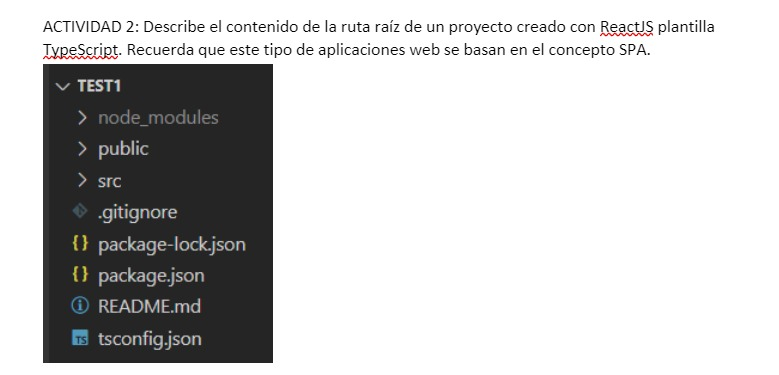 ACTIVIDAD 2: Describe el contenido de la ruta raíz de un proyecto creado con ReactJS plantilla
TypeScript. Recuerda que este tipo de aplicaciones web se basan en el concepto SPA.
TEST1
node_modules
public
src
.gitignore
{} package-lock.json
{} package.json
README.md
TS tsconfig.json